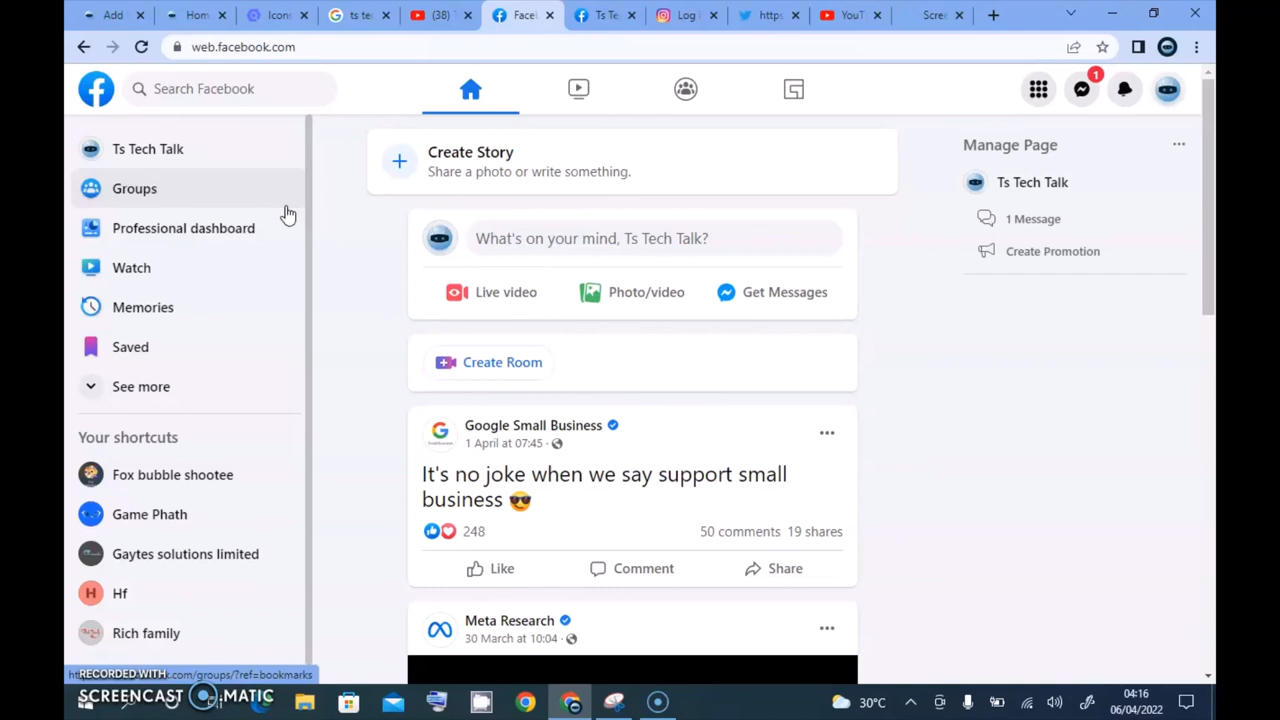 Add
Home
Icons
ts te
(38)
Facel
Ts Te
Log
https
YouT
Scree
web.facebook.com
Search Facebook
1
Ts Tech Talk
Groups
Professional dashboard
Watch
Memories
Saved
See more
Your shortcuts
Fox bubble shootee
Game Phath
Gaytes solutions limited
H Hf
Rich family
Create Story
Share a photo or write something.
What's on your mind, Ts Tech Talk?
Live video
Photo/video
Get Messages
Create Room
Google Small Business
1 April at 07:45 ·
It's no joke when we say support small
business 😎
248
50 comments 19 shares
Like
Comment
Share
Meta Research
30 March at 10:04 ·
Manage Page
Ts Tech Talk
1 Message
Create Promotion
.com/groups/?ref=bookmarks
RECORDED WITH
SCREENCAST MATIC
30°C
04:16
06/04/2022